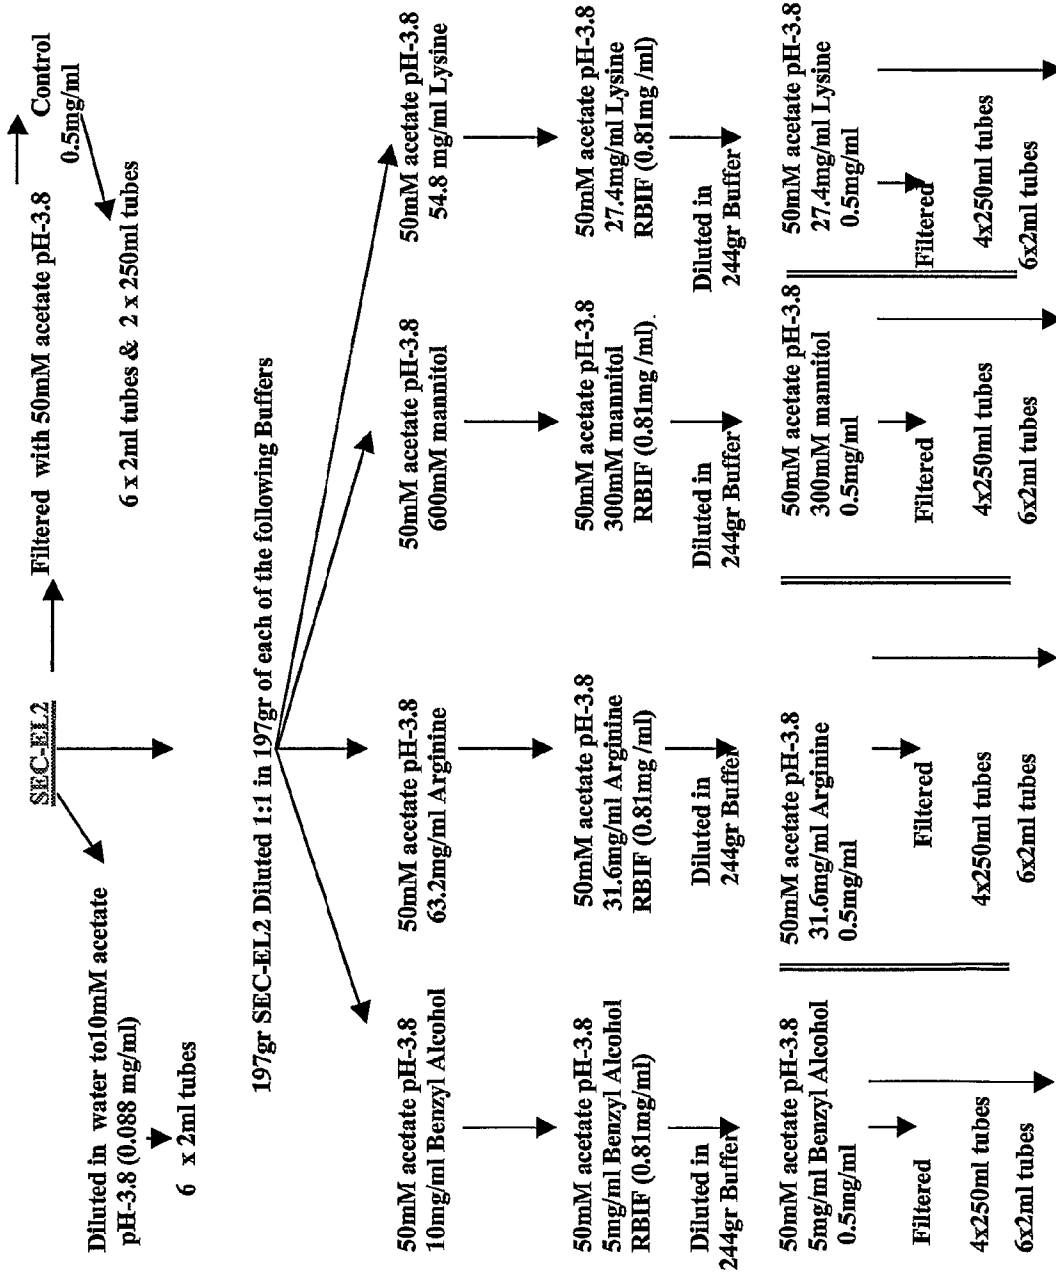 SEC-EL2
Diluted in water to10mM acetate
pH-3.8 (0.088 mg/ml)
6 x 2ml tubes
Filtered with 50mM acetate pH-3.8
Control
0.5mg/ml
6 x 2ml tubes & 2 x 250ml tubes
197gr SEC-EL2 Diluted 1:1 in 197gr of each of the following Buffers
50mM acetate pH-3.8
10mg/ml Benzyl Alcohol
50mM acetate pH-3.8
63.2mg/ml Arginine
50mM acetate pH-3.8
600mM mannitol
50mM acetate pH-3.8
54.8 mg/ml Lysine
50mM acetate pH-3.8
5mg/ml Benzyl Alcohol
RBIF (0.81mg/ml)
50mM acetate pH-3.8
31.6mg/ml Arginine
RBIF (0.81mg /ml)
50mM acetate pH-3.8
300mM mannitol
RBIF (0.81mg /ml).
50mM acetate pH-3.8
27.4mg/ml Lysine
RBIF (0.81mg /ml)
Diluted in
244gr Buffer
Diluted in
244gr Buffer
Diluted in
244gr Buffer
Diluted in
244gr Buffer
50mM acetate pH-3.8
5mg/ml Benzyl Alcohol
0.5mg/ml
50mM acetate pH-3.8
31.6mg/ml Arginine
0.5mg/ml
50mM acetate pH-3.8
300mM mannitol
0.5mg/ml
50mM acetate pH-3.8
27.4mg/ml Lysine
0.5mg/ml
Filtered
Filtered
Filtered
Filtered
4x250ml tubes
4x250ml tubes
4x250ml tubes
4x250ml tubes
6x2ml tubes
6x2ml tubes
6x2ml tubes
6x2ml tubes